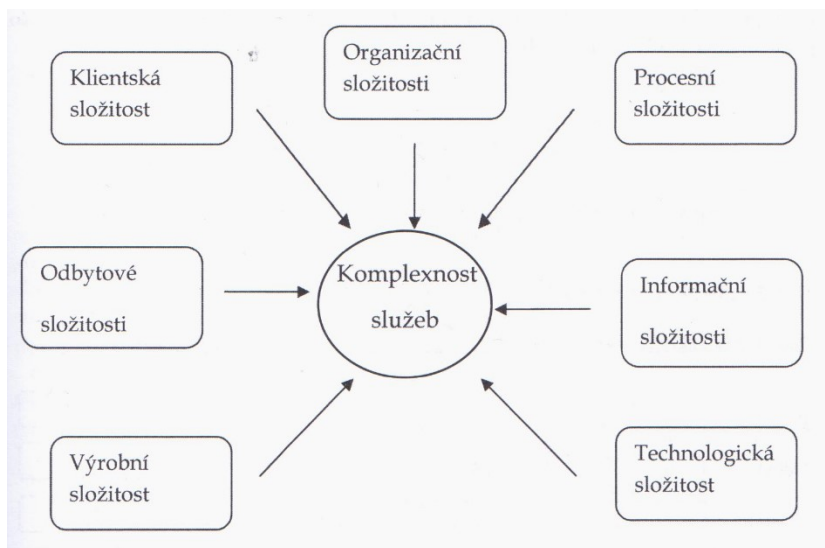 Klientská
složitost
Organizační
složitosti
Procesní
složitosti
Odbytové
složitosti
Komplexnost
služeb
Informační
složitosti
Výrobní
složitost
Technologická
složitost